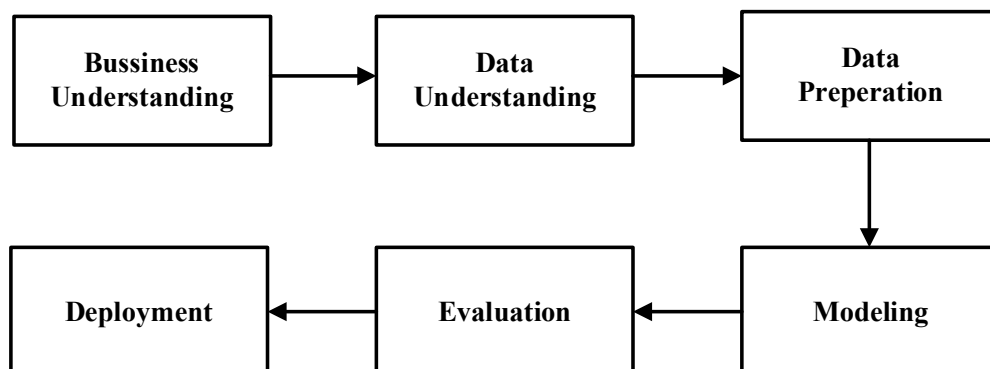 Bussiness
Understanding
Data
Understanding
Data
Preperation
Modeling
Evaluation
Deployment